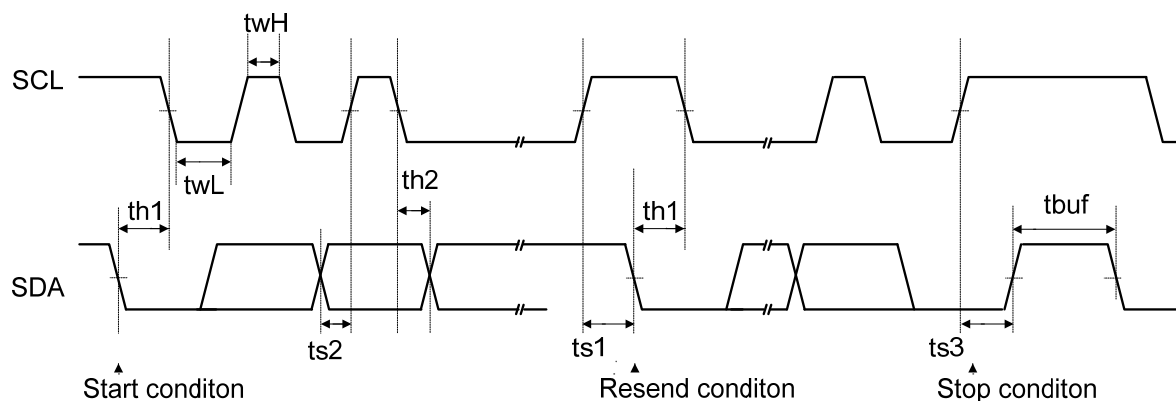 twH
SCL
twL
th2
th1
th1
tbuf
SDA
ts2
ts1
ts3
Start conditon
Resend conditon
Stop conditon